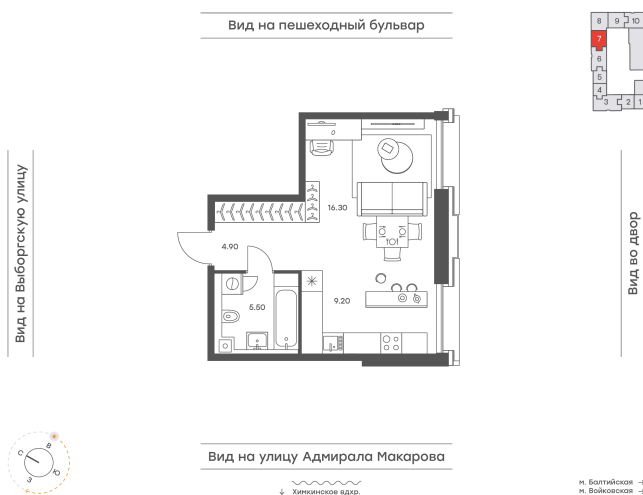 Вид на пешеходный бульвар
8 9 10
7
6
5
4
3 2 1
Вид на Выборгскую улицу
Вид во двор
16.30
4.90
5.50
9.20
С В
З Ю
Вид на улицу Адмирала Макарова
↓ Химкинское вдхр.
м. Балтийская →
м. Войковская →